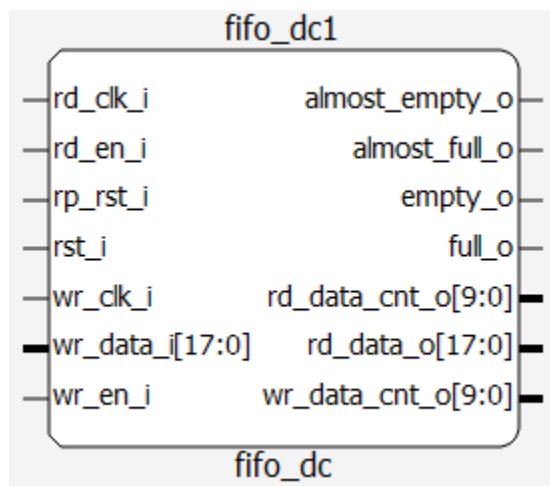 fifo_dc1
rd_clk_i almost_empty_o
rd_en_i almost_full_o
rp_rst_i empty_o
rst_i full_o
wr_clk_i rd_data_cnt_o[9:0]
wr_data_i[17:0] rd_data_o[17:0]
wr_en_i wr_data_cnt_o[9:0]
fifo_dc